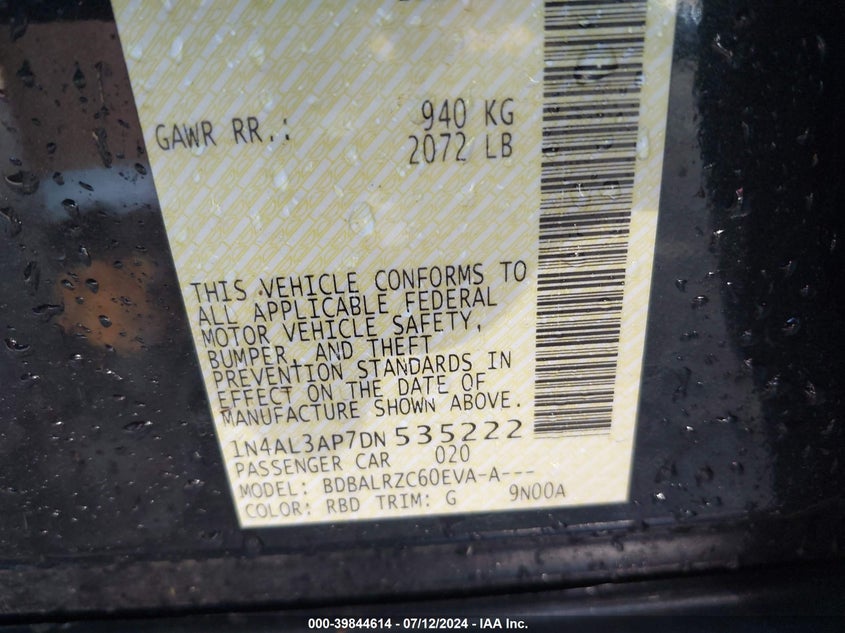 GAWR RR.: 940 KG
2072 LB
THIS VEHICLE CONFORMS TO
ALL APPLICABLE FEDERAL
MOTOR VEHICLE SAFETY,
BUMPER, AND THEFT
PREVENTION STANDARDS IN
EFFECT ON THE DATE OF
MANUFACTURE SHOWN ABOVE.
1N4AL3AP7DN535222
PASSENGER CAR 020
MODEL: BDBALRZC60EVA-A---
COLOR: RBD TRIM: G 9N00A
000-39844614 - 07/12/2024 - IAA Inc.